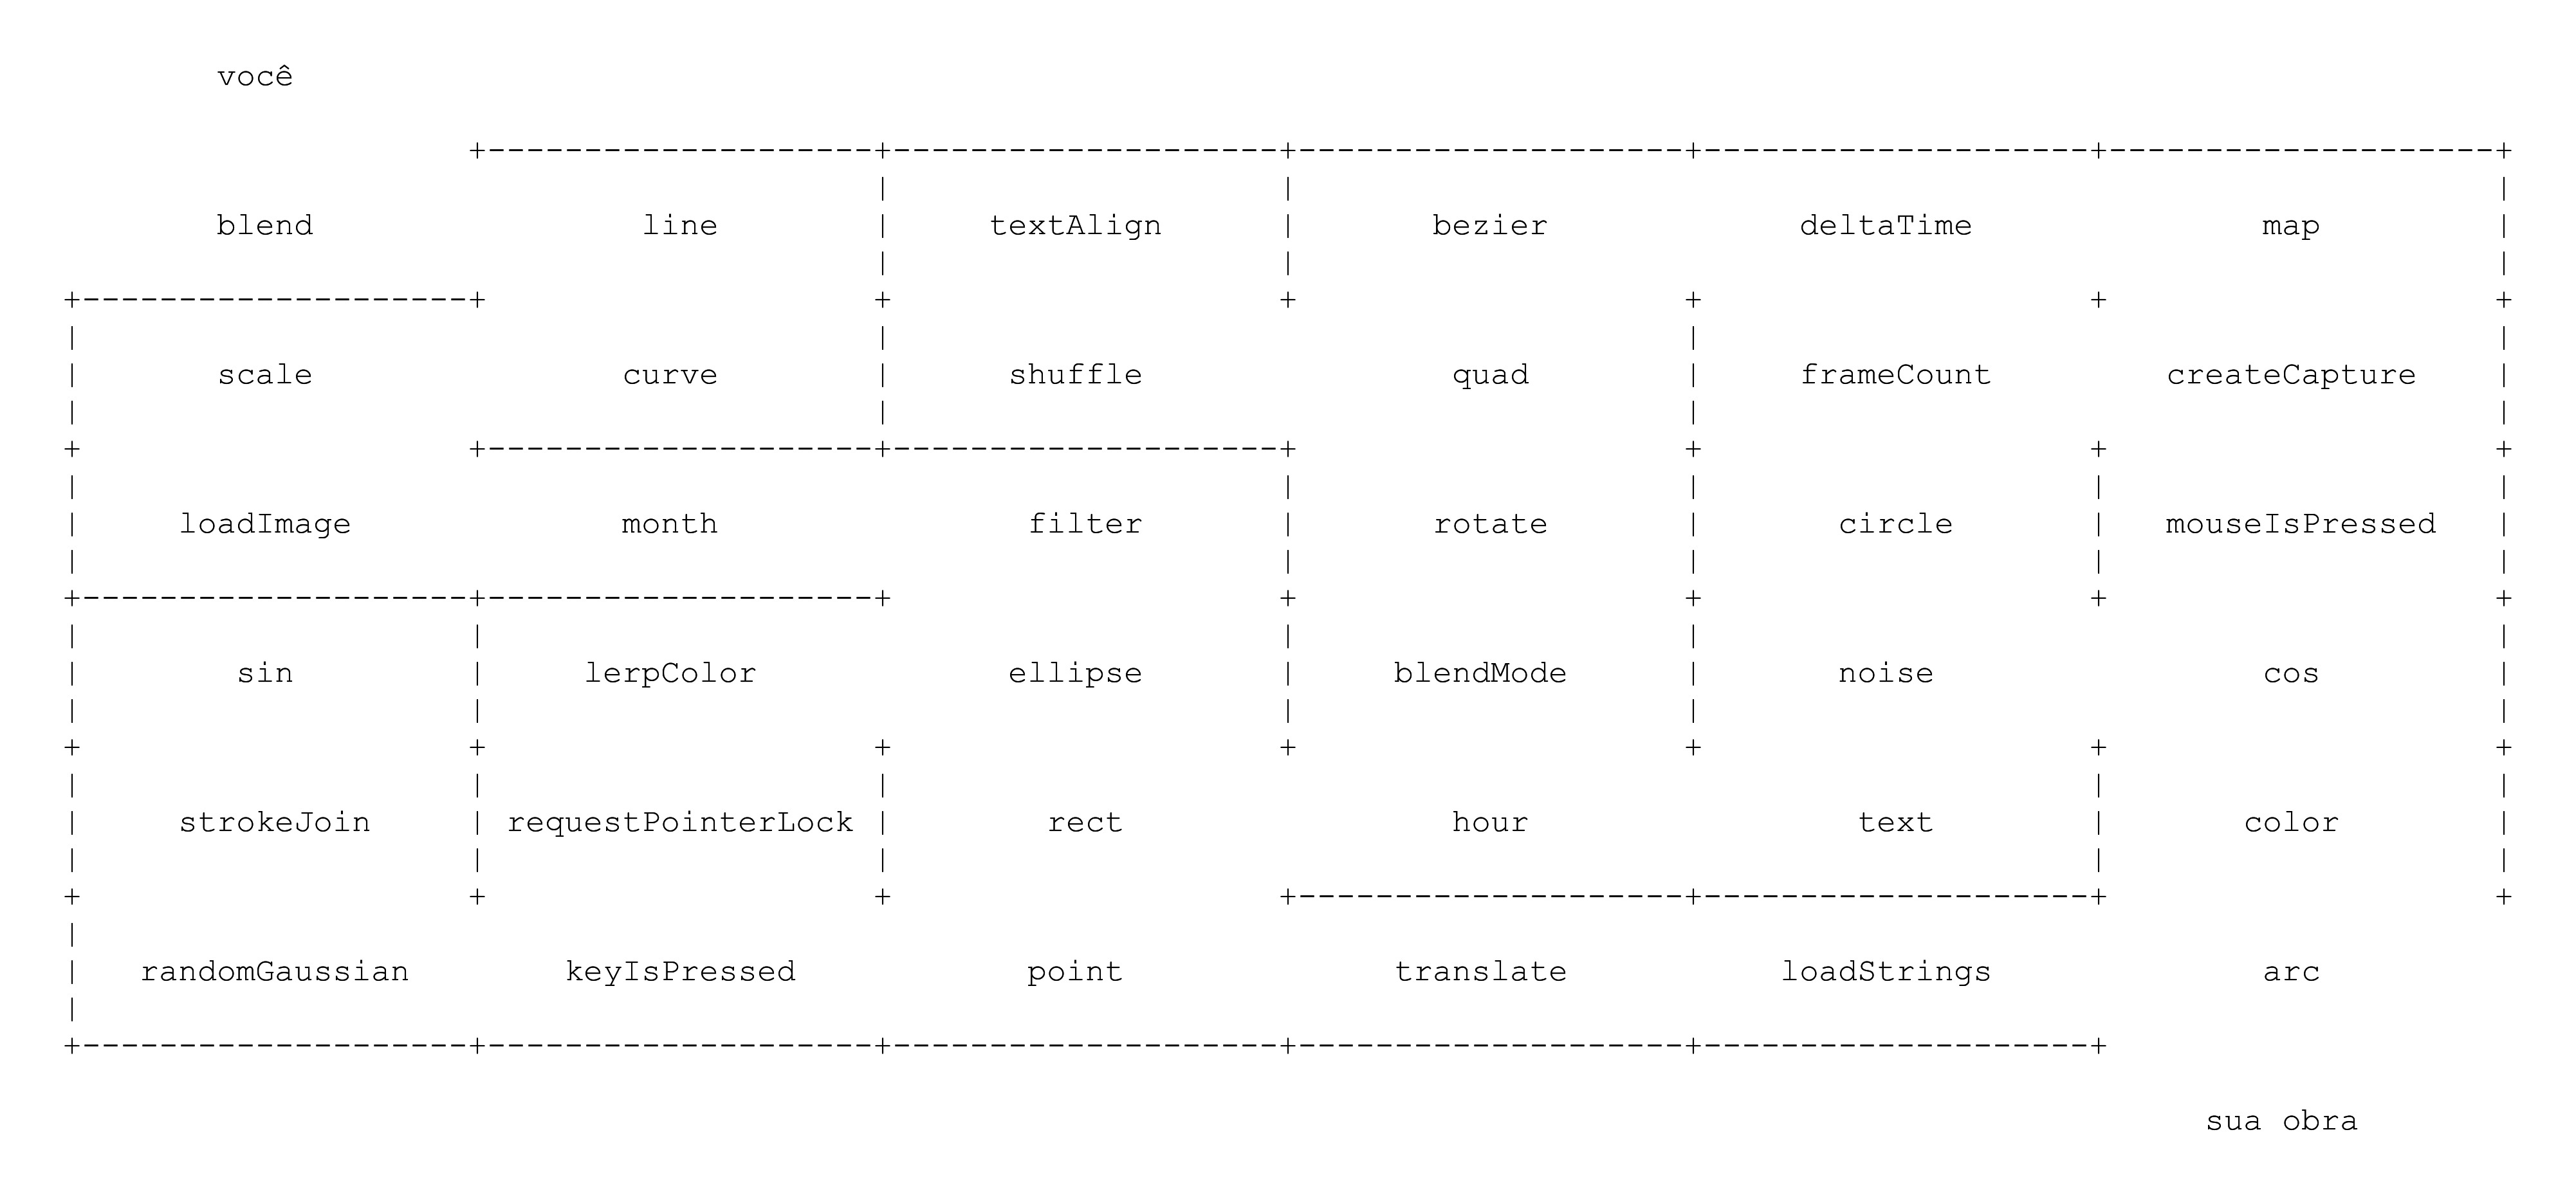 você
blend line textAlign bezier deltaTime map
scale curve shuffle quad frameCount createCapture
loadImage month filter rotate circle mouseIsPressed
sin lerpColor ellipse blendMode noise cos
strokeJoin requestPointerLock rect hour text color
randomGaussian keyIsPressed point translate loadStrings arc
sua obra